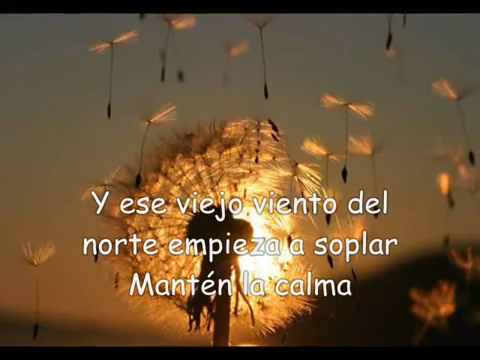 Y ese viejo viento del
norte empieza a soplar
Mantén la calma